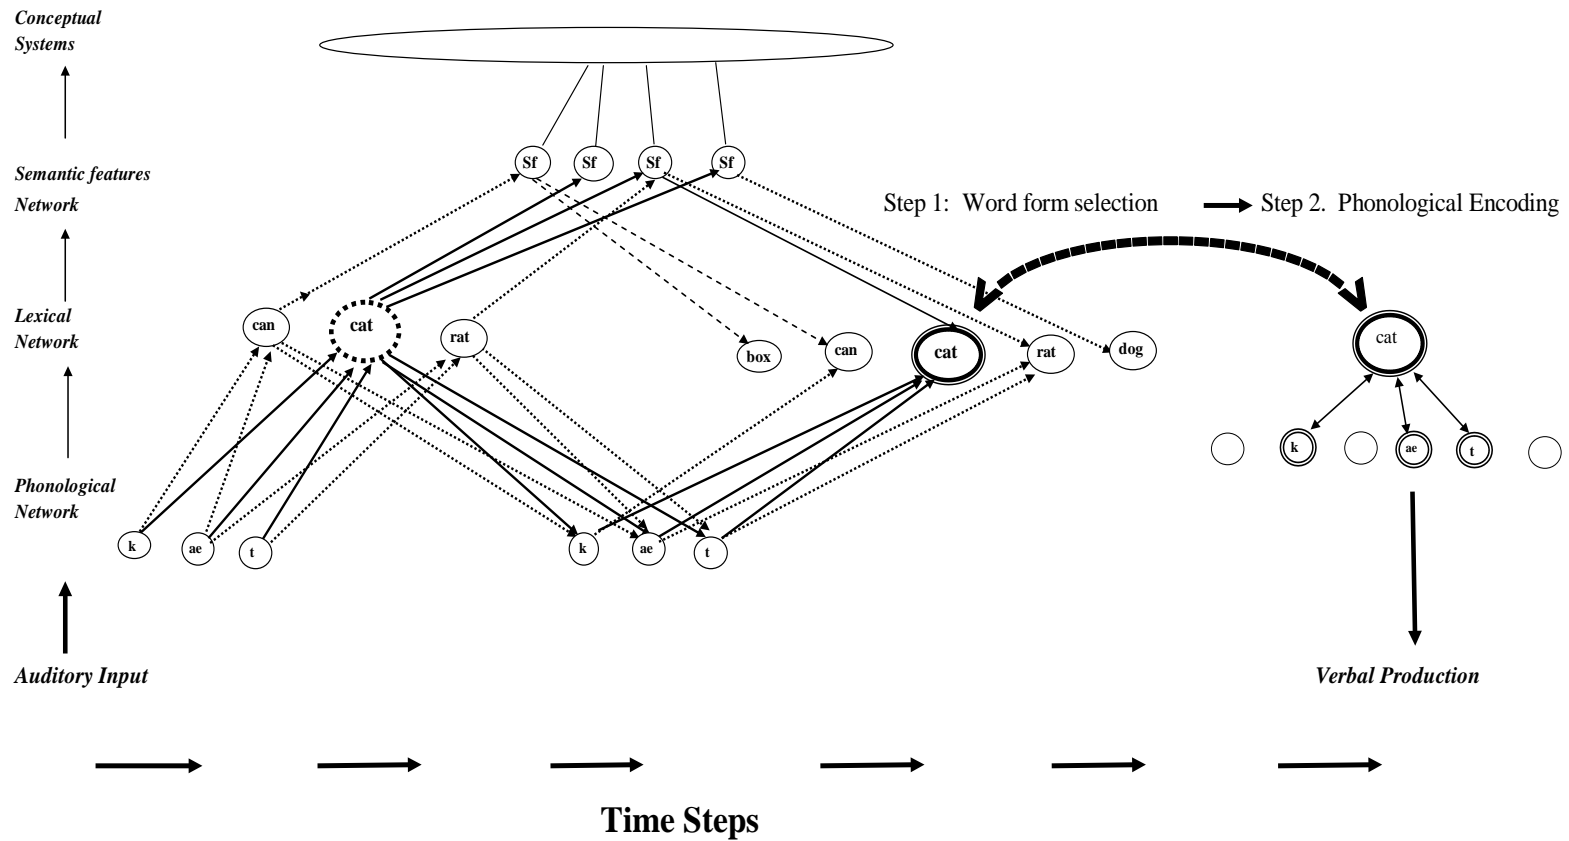 Conceptual
Systems
Semantic features
Network
Sf Sf Sf Sf
Step 1: Word form selection
Step 2. Phonological Encoding
Lexical
Network
can cat rat box can cat rat dog cat
Phonological
Network
k ae t
k ae t
k ae t
Auditory Input
Verbal Production
Time Steps